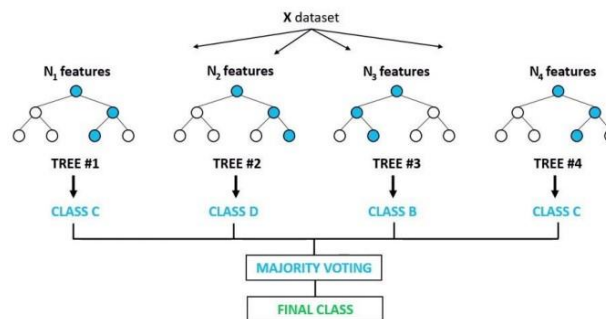 X dataset
N1 features
N2 features
N3 features
N4 features
TREE #1
TREE #2
TREE #3
TREE #4
CLASS C
CLASS D
CLASS B
CLASS C
MAJORITY VOTING
FINAL CLASS